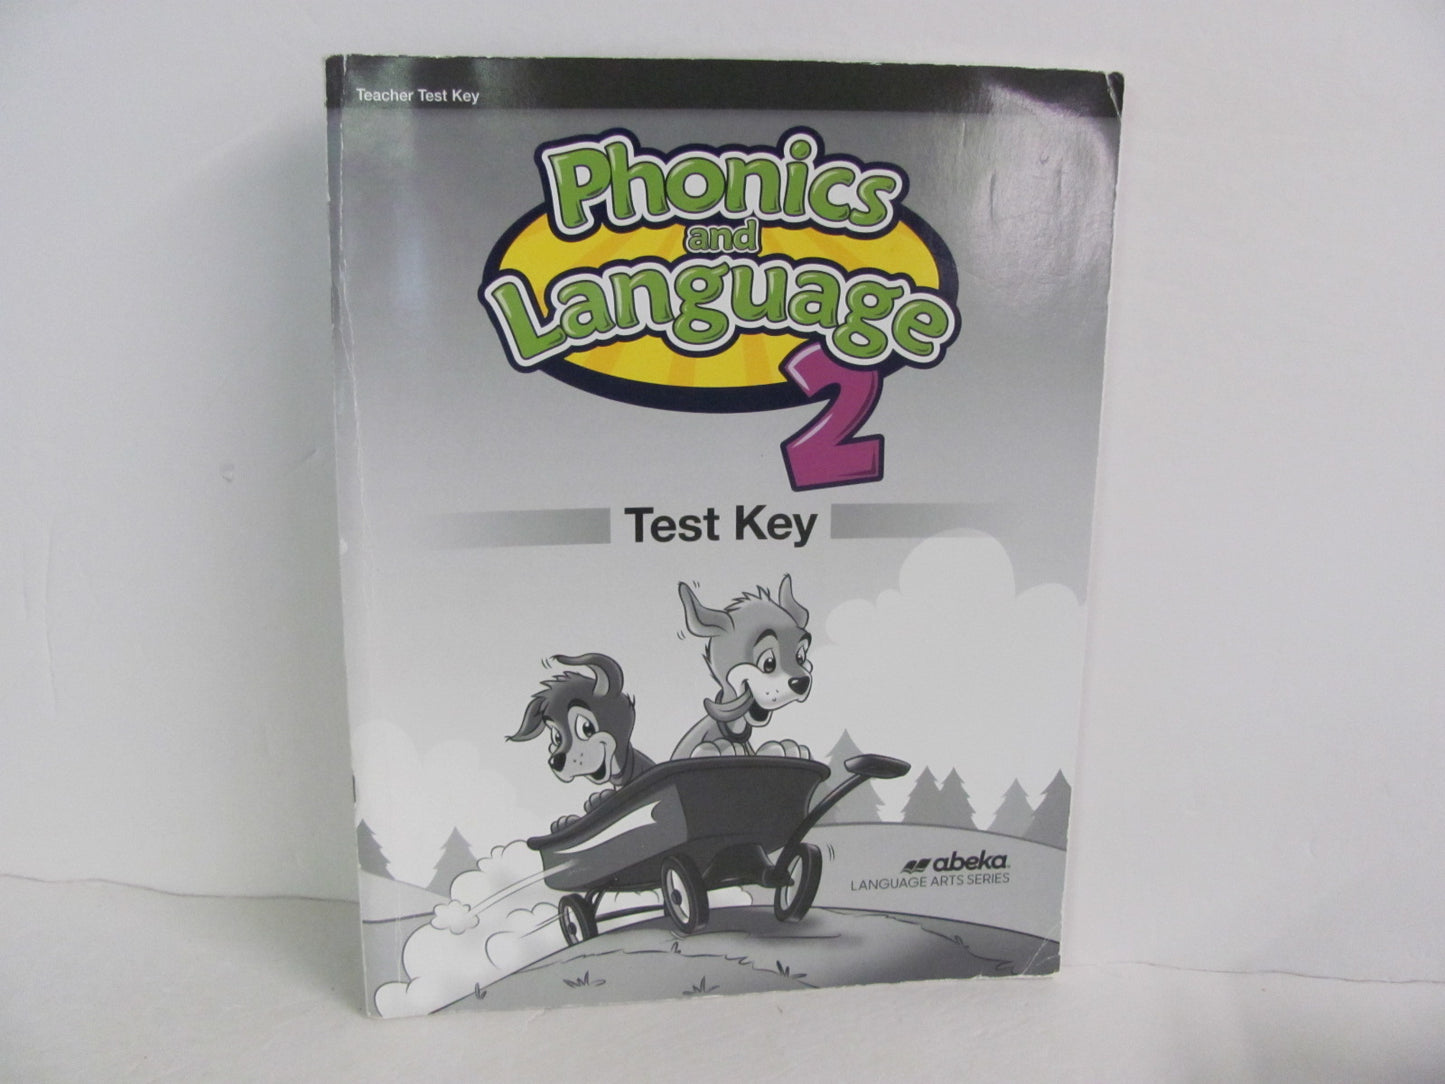 Teacher Test Key
Phonics
and
Language
2
Test Key
abeka
LANGUAGE ARTS SERIES